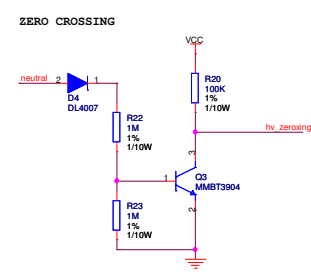 ZERO CROSSING
VCC
R20
100K
1%
1/10W
neutral
2
1
D4
DL4007
hv_zeroxing
R22
1M
1%
1/10W
3
1
Q3
MMBT3904
2
R23
1M
1%
1/10W